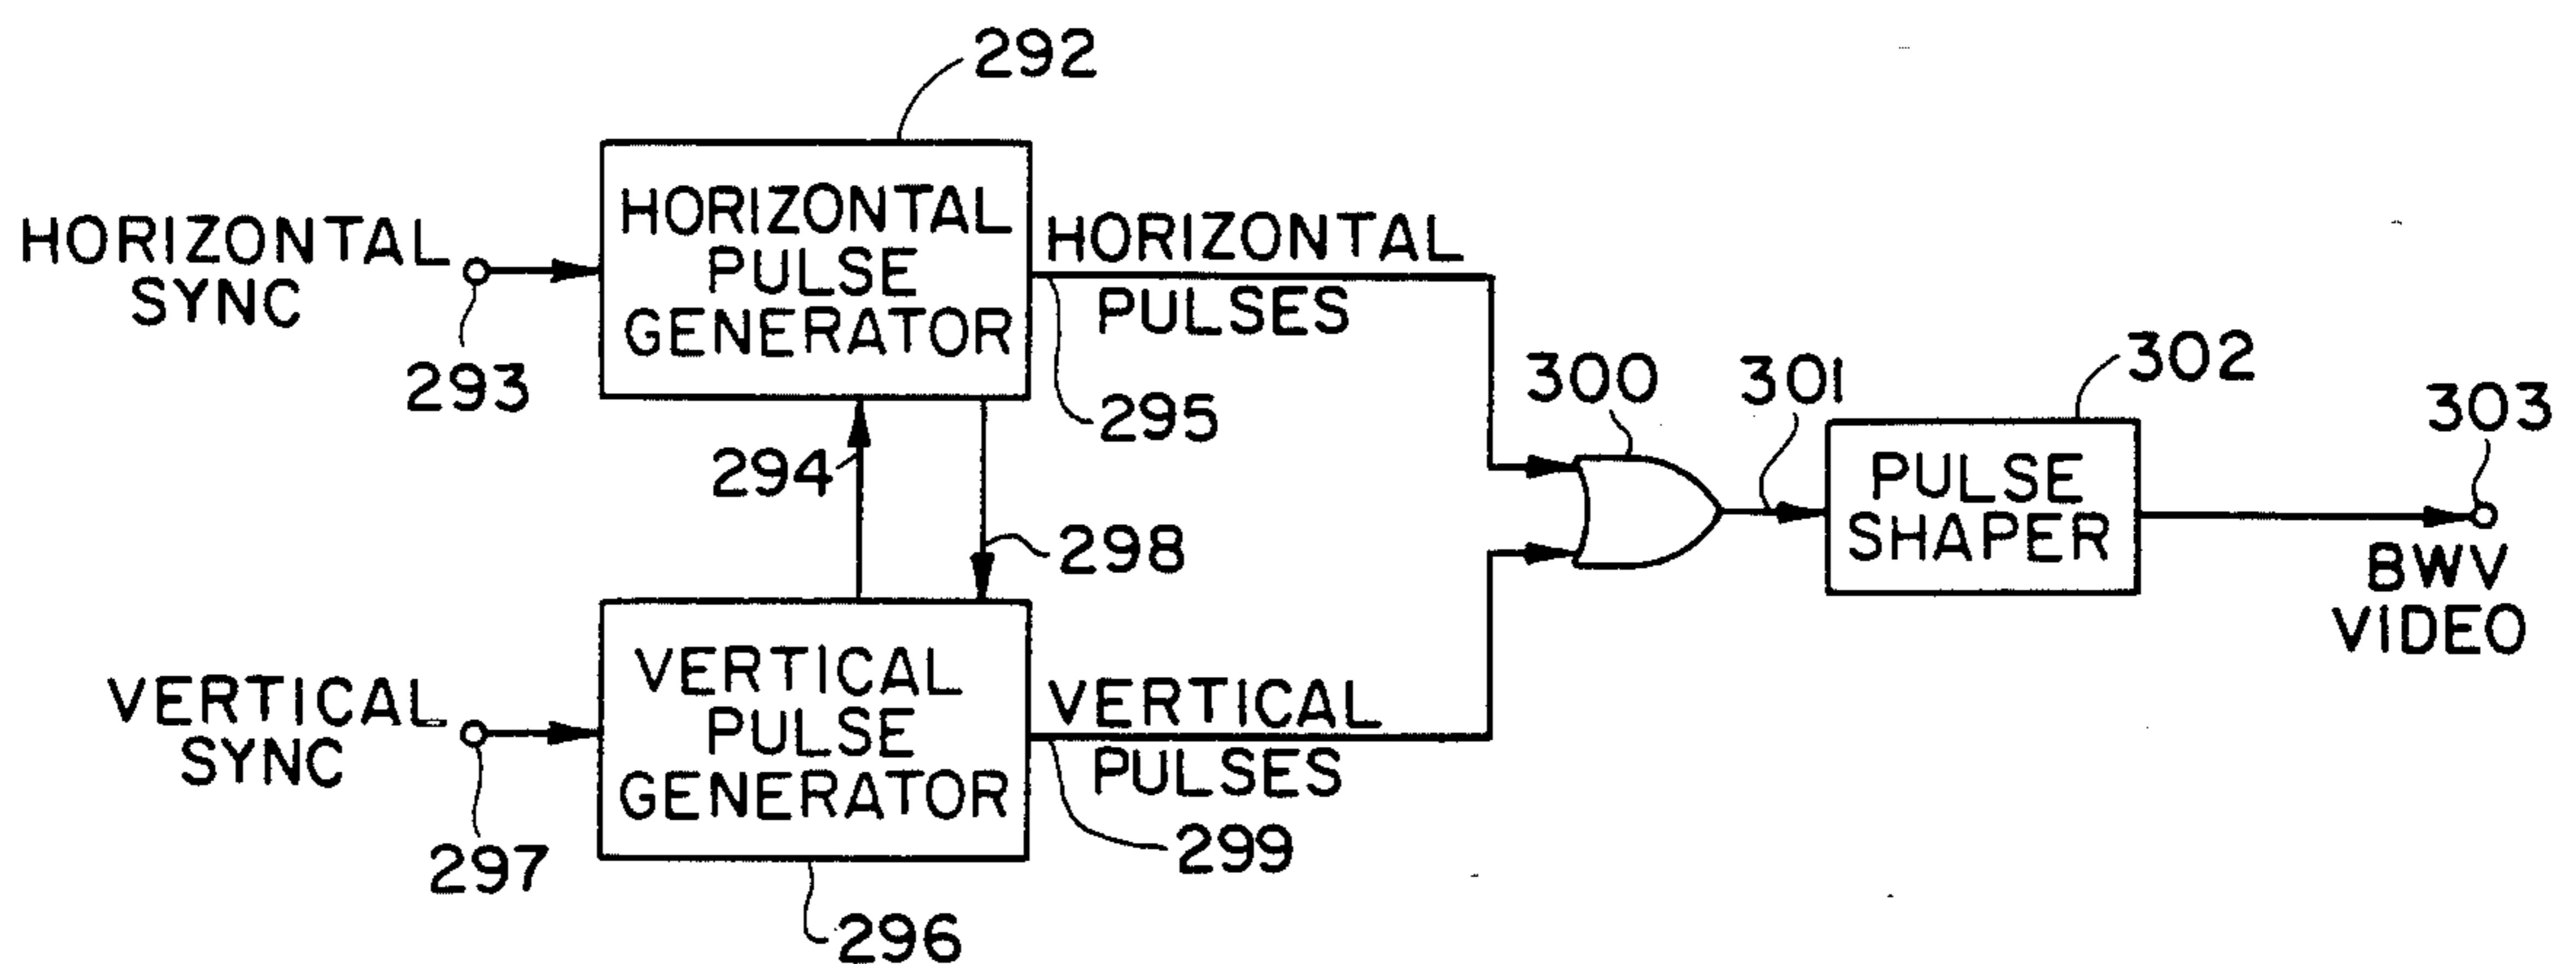 292
HORIZONTAL
SYNC
293
HORIZONTAL
PULSE
GENERATOR
HORIZONTAL
PULSES
295
294
298
300
301
302
PULSE
SHAPER
303
BWV
VIDEO
VERTICAL
SYNC
297
VERTICAL
PULSE
GENERATOR
VERTICAL
PULSES
299
296